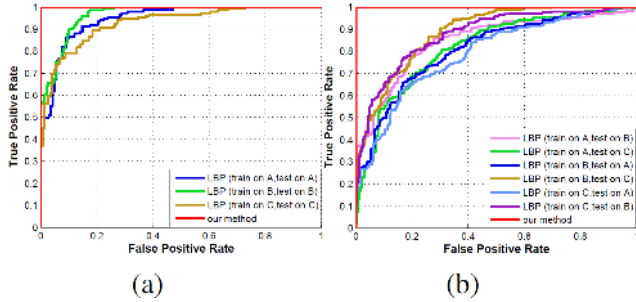 1
0.9
0.8
0.7
0.6
0.5
0.4
0.3
0.2
0.1
0
True Positive Rate
0 0.2 0.4 0.6 0.8 1
False Positive Rate
LBP (train on A,test on A)
LBP (train on B,test on B)
LBP (train on C,test on C)
our method
(a)
1
0.9
0.8
0.7
0.6
0.5
0.4
0.3
0.2
0.1
0
True Positive Rate
0 0.2 0.4 0.6 0.8 1
False Positive Rate
LBP (train on A,test on B)
LBP (train on A,test on C)
LBP (train on B,test on A)
LBP (train on B,test on C)
LBP (train on C,test on A)
LBP (train on C,test on B)
our method
(b)